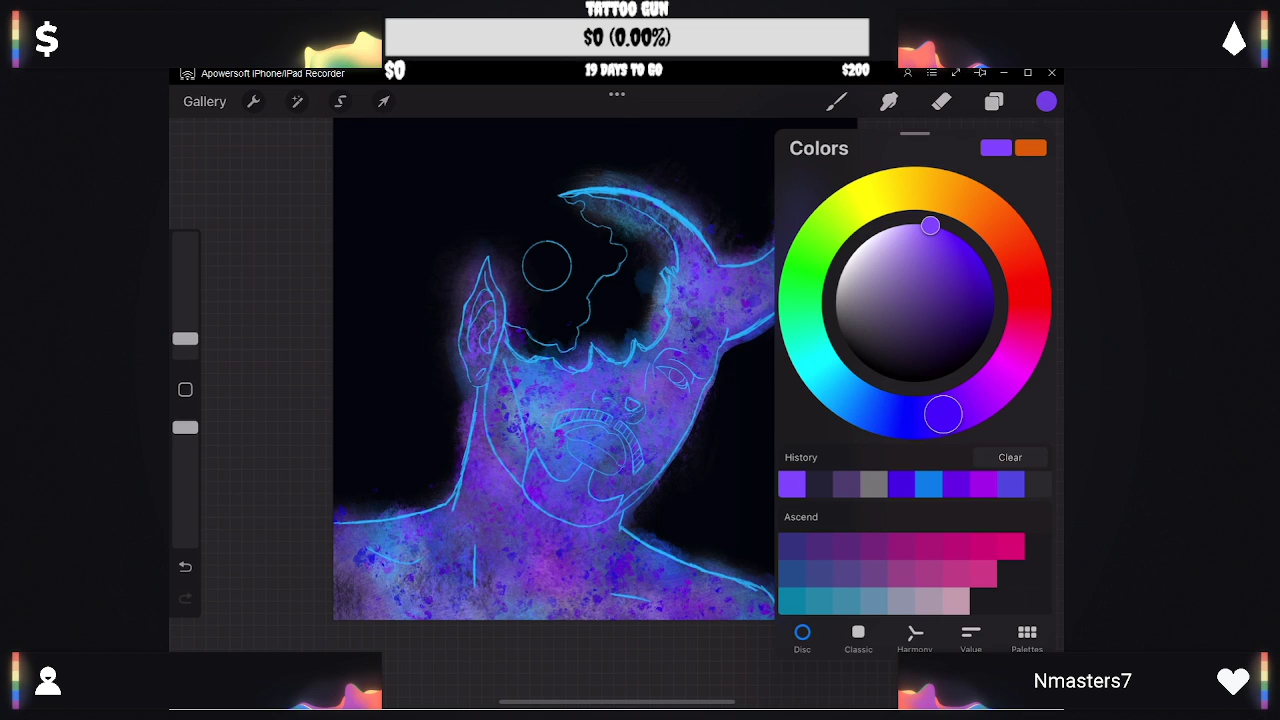 TATTOO GUN
$0 (0.00%)
$0
19 DAYS TO GO
$200
Apowersoft IPhone/IPad Recorder
Gallery
Colors
History
Clear
Ascend
Disc
Classic
Harmony
Value
Palettes
$
Nmasters7